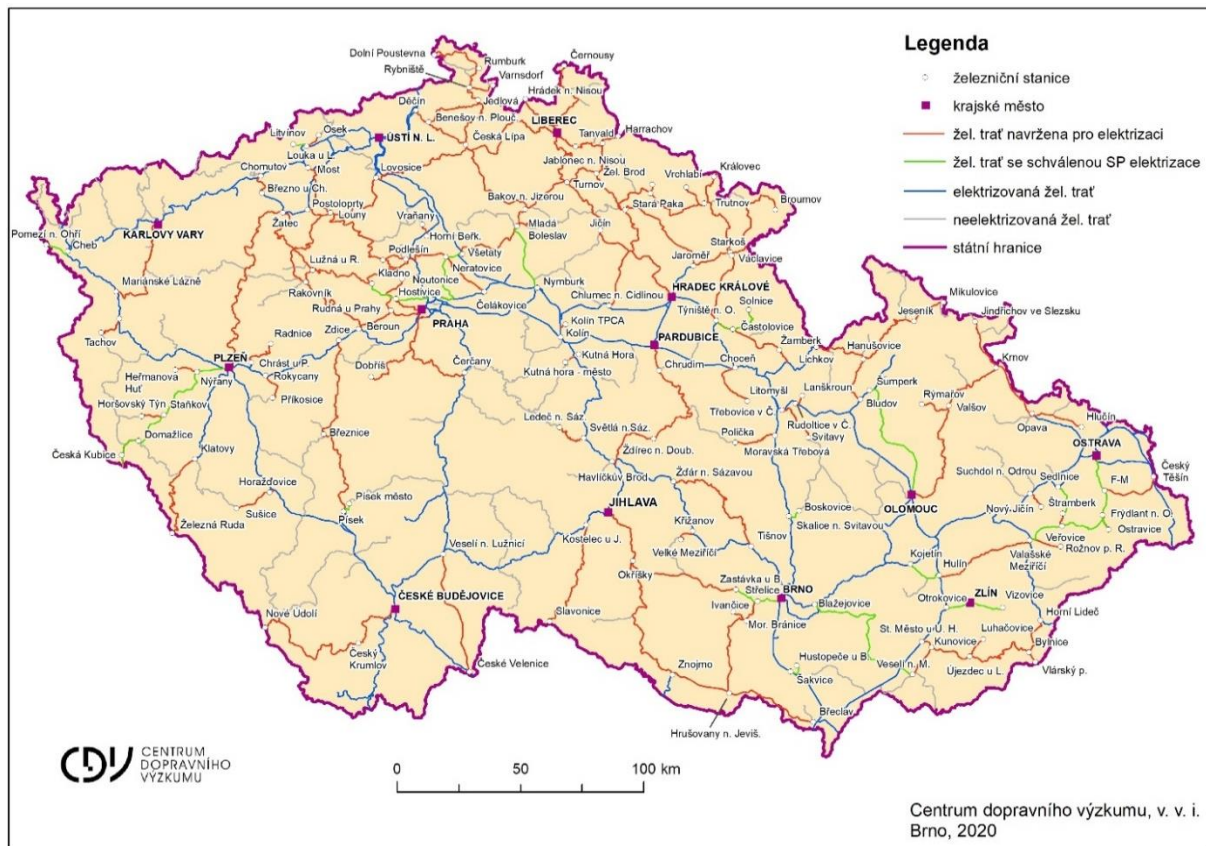 Legenda
železniční stanice
krajské město
žel. trať navržena pro elektrizaci
žel. trať se schválenou SP elektrizace
elektrizovaná žel. trať
neelektrizovaná žel. trať
státní hranice
Dolní Poustevna
Rumburk
Černousy
Rybniště
Varnsdorf
Hrádek n. Nisou
Děčín
Jedlová
Benešov n. Plouč.
LIBEREC
Litvínov
Osek
ÚSTÍ N. L.
Česká Lípa
Tanvald
Harrachov
Louka u L.
Chomutov
Most
Lovosice
Jablonec n. Nisou
Žel. Brod
Královec
Březno u Ch.
Turnov
Vrchlabí
Postoloprty
Bakov n. Jizerou
Trutnov
Broumov
Louny
Vraňany
Stará Paka
KARLOVY VARY
Žatec
Mladá
Boleslav
Jičín
Pomezí n. Ohří
Cheb
Horní Beřk.
Starkoč
Podlešín
Všetaty
Václavice
Lužná u R.
Neratovice
Jaroměř
Mariánské Lázně
Kladno
Noutonice
Nymburk
HRADEC KRÁLOVÉ
Rakovník
Hostivice
Čelákovice
Chlumec n. Cidlinou
Solnice
Mikulovice
Rudná u Prahy
Týniště n. O.
Jeseník
Jindřichov ve Slezsku
Radnice
Zdice
Beroun
PRAHA
Kolín TPCA
Častolovice
Tachov
Kolín
PARDUBICE
Žamberk
Hanušovice
Krnov
PLZEŇ
Chrást u P.
Čerčany
Kutná Hora
Choceň
Lichkov
Dobříš
Chrudim
Heřmanova
Huť
Nýřany
Rokycany
Kutná hora - město
Lanškroun
Šumperk
Litomyšl
Bludov
Rýmařov
Příkosice
Valšov
Horšovský Týn
Staňkov
Třebovice v Č.
Hlučín
Ledeč n. Sáz.
Rudoltice v Č.
Opava
Březnice
Světlá n.Sáz.
Polička
Svitavy
Domažlice
Klatovy
OSTRAVA
Ždírec n. Doub.
Moravská Třebová
Česká Kubice
Český
Těšín
Havlíčkův Brod
Žďár n. Sázavou
Suchdol n. Odrou
Sedlnice
F-M
Horažďovice
Písek město
JIHLAVA
Boskovice
OLOMOUC
Nový Jičín
Štramberk
Sušice
Písek
Křižanov
Skalice n. Svitavou
Frýdlant n. O.
Železná Ruda
Ostravice
Veřovice
Veselí n. Lužnicí
Kostelec u J.
Tišnov
Velké Meziříčí
Kojetín
Valašské
Meziříčí
Rožnov p. R.
Hulín
Okříšky
Zastávka u B.
Střelice
BRNO
ZLÍN
ČESKÉ BUDĚJOVICE
Otrokovice
Vizovice
Nové Údolí
Slavonice
Ivančice
Blažejovice
Horní Lideč
Mor. Bránice
St. Město u U. H.
Luhačovice
Kunovice
Bylnice
Český
Krumlov
Hustopeče u B.
Znojmo
Veselí n. M.
Újezdec u L.
Vlárský p.
České Velenice
Šakvice
Břeclav
Hrušovany n. Jeviš.
CDV
CENTRUM
DOPRAVNÍHO
VÝZKUMU
0 50 100 km
Centrum dopravního výzkumu, v. v. i.
Brno, 2020